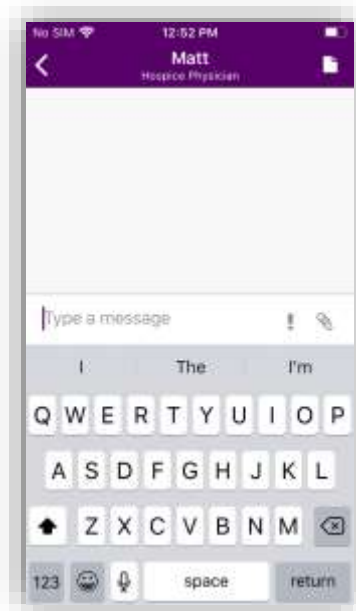 No SIM 12:52 PM
Matt
Hospice Physician
Type a message !
I The I'm
Q W E R T Y U I O P
A S D F G H J K L
Z X C V B N M
123 space return